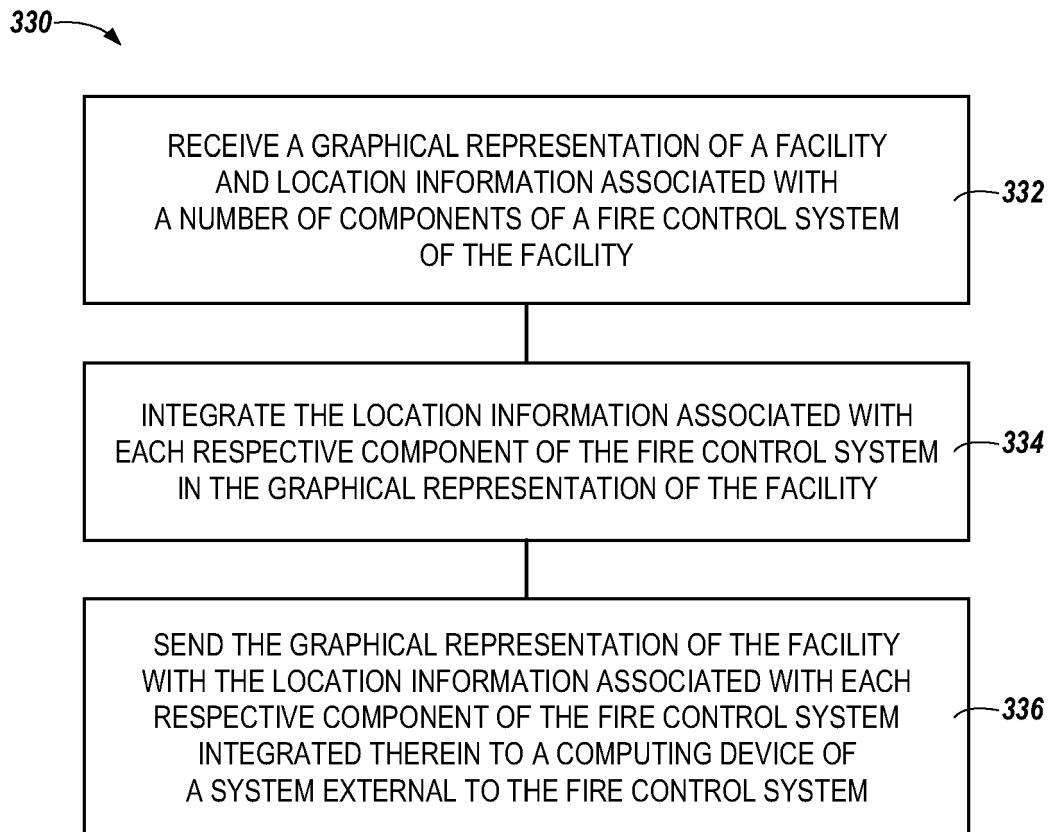 330
RECEIVE A GRAPHICAL REPRESENTATION OF A FACILITY
AND LOCATION INFORMATION ASSOCIATED WITH
A NUMBER OF COMPONENTS OF A FIRE CONTROL SYSTEM
OF THE FACILITY
332
INTEGRATE THE LOCATION INFORMATION ASSOCIATED WITH
EACH RESPECTIVE COMPONENT OF THE FIRE CONTROL SYSTEM
IN THE GRAPHICAL REPRESENTATION OF THE FACILITY
334
SEND THE GRAPHICAL REPRESENTATION OF THE FACILITY
WITH THE LOCATION INFORMATION ASSOCIATED WITH EACH
RESPECTIVE COMPONENT OF THE FIRE CONTROL SYSTEM
INTEGRATED THEREIN TO A COMPUTING DEVICE OF
A SYSTEM EXTERNAL TO THE FIRE CONTROL SYSTEM
336